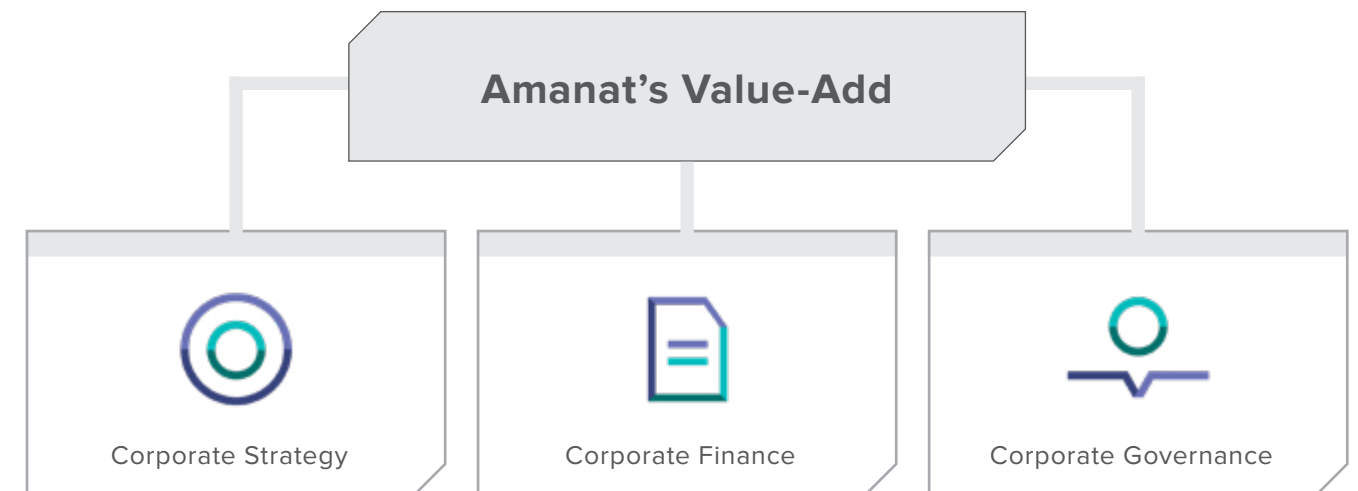 Amanat’s Value-Add
Corporate Strategy
Corporate Finance
Corporate Governance